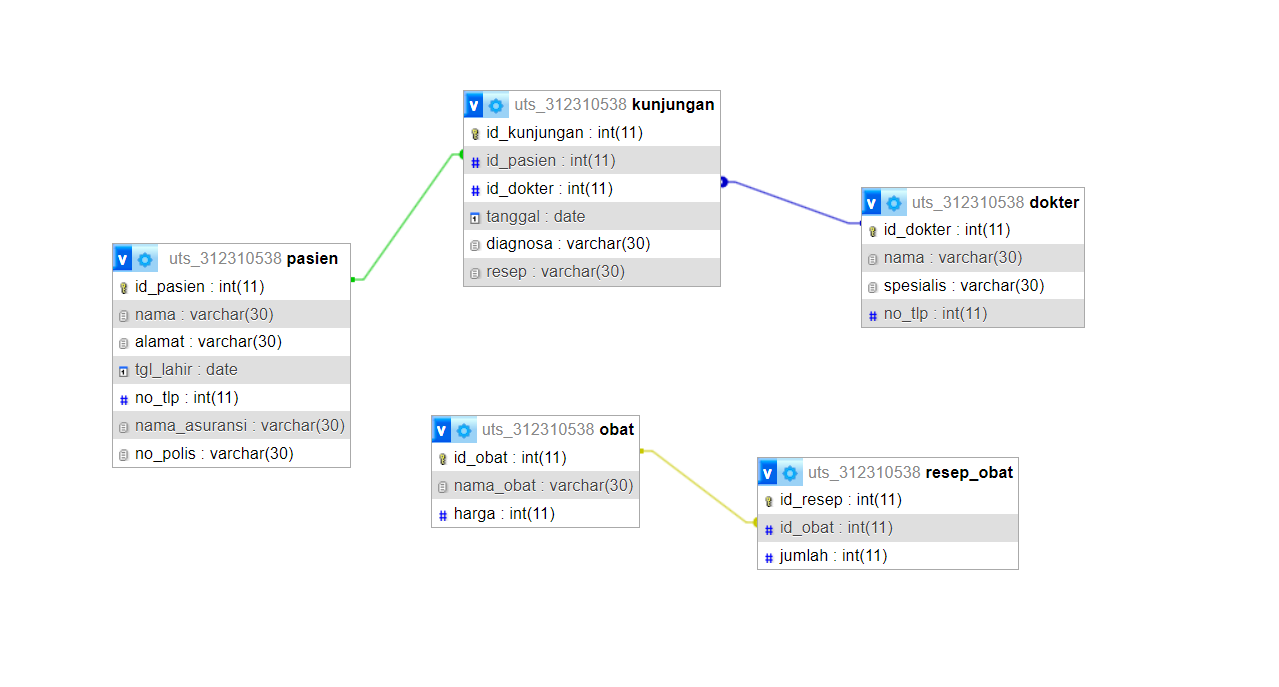 uts_312310538 kunjungan
id_kunjungan : int(11)
id_pasien : int(11)
id_dokter : int(11)
tanggal : date
diagnosa : varchar(30)
resep : varchar(30)
uts_312310538 dokter
id_dokter : int(11)
nama : varchar(30)
spesialis : varchar(30)
no_tlp : int(11)
uts_312310538 pasien
id_pasien : int(11)
nama : varchar(30)
alamat : varchar(30)
tgl_lahir : date
no_tlp : int(11)
nama_asuransi : varchar(30)
no_polis : varchar(30)
uts_312310538 obat
id_obat : int(11)
nama_obat : varchar(30)
harga : int(11)
uts_312310538 resep_obat
id_resep : int(11)
id_obat : int(11)
jumlah : int(11)